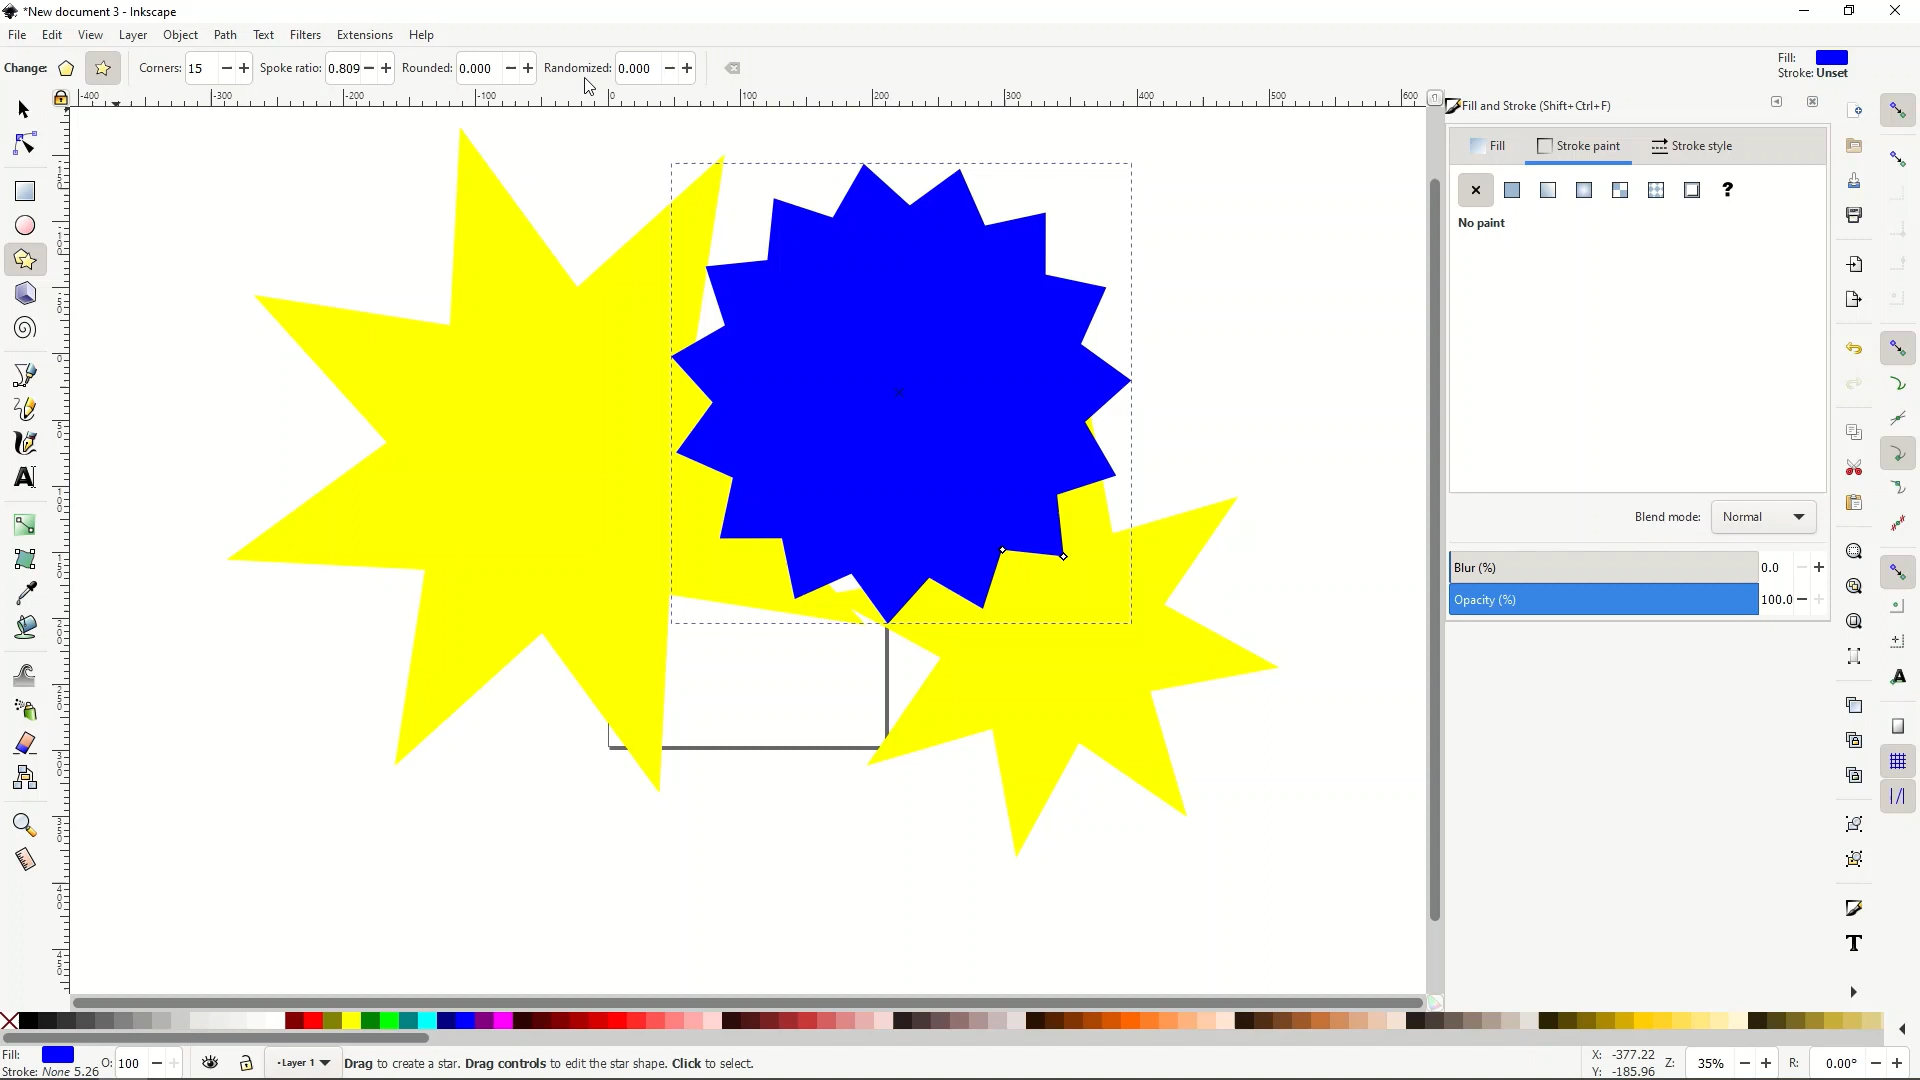 *New document 3 - Inkscape
File Edit View Layer Object Path Text Filters Extensions Help
Change: Corners: 15 Spoke ratio: 0.809 Rounded: 0.000 Randomized: 0.000
Fill:
Stroke: Unset
-400 -300 -200 -100 0 100 200 300 400 500 600
Fill and Stroke (Shift+Ctrl+F)
Fill Stroke paint Stroke style
No paint
Blend mode: Normal
Blur (%) 0.0
Opacity (%) 100.0
Fill:
Stroke: None 5.26
O: 100
-Layer 1
Drag to create a star. Drag controls to edit the star shape. Click to select.
X: -377.22
Y: -185.96
Z: 35%
R: 0.00°